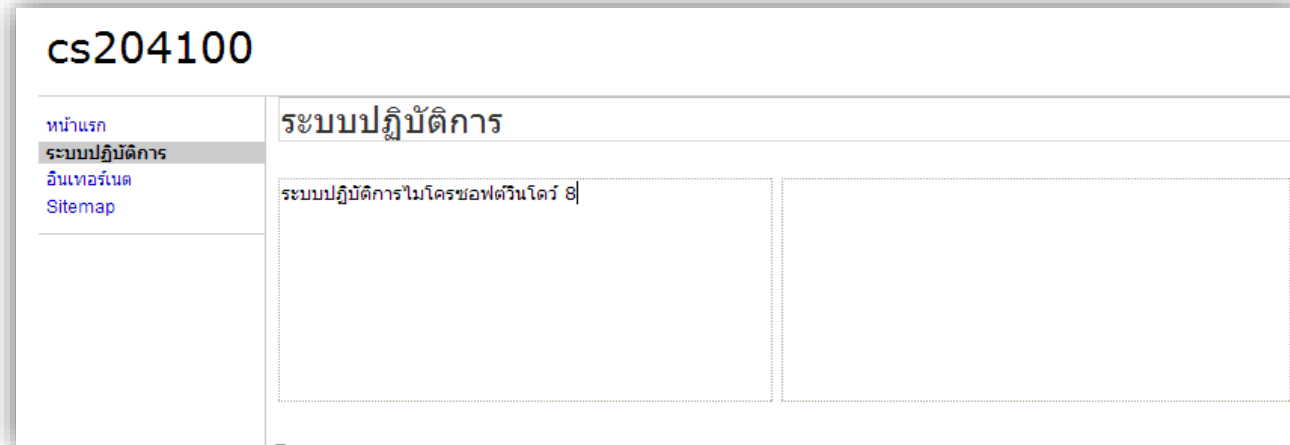 cs204100
หน้าแรก
ระบบปฏิบัติการ
อินเทอร์เนต
Sitemap
ระบบปฏิบัติการ
ระบบปฏิบัติการไมโครซอฟต์วินโดว์ 8